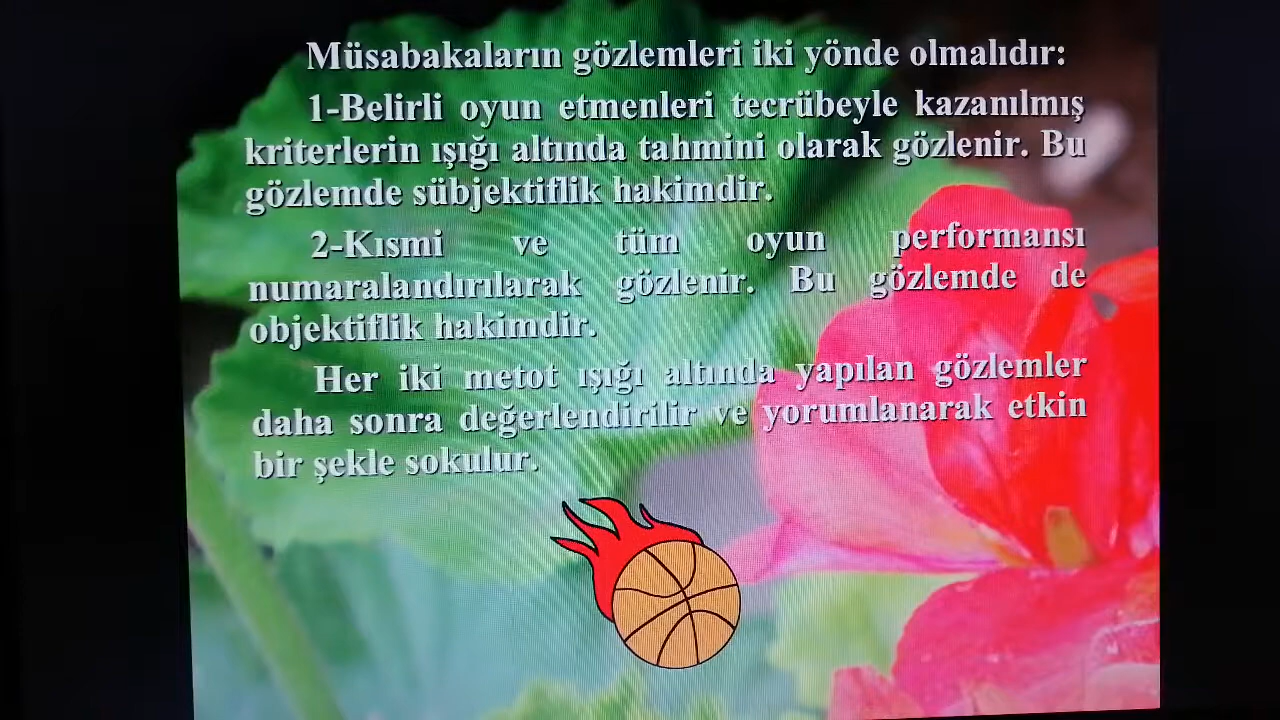 Müsabakaların gözlemleri iki yönde olmalıdır:
1-Belirli oyun etmenleri tecrübeyle kazanılmış
kriterlerin ışığı altında tahmini olarak gözlenir. Bu
gözlemde sübjektiflik hakimdir.
2-Kısmi ve tüm oyun performansı
numaralandırılarak gözlenir. Bu gözlemde de
objektiflik hakimdir.
Her iki metot ışığı altında yapılan gözlemler
daha sonra değerlendirilir ve yorumlanarak etkin
bir şekle sokulur.